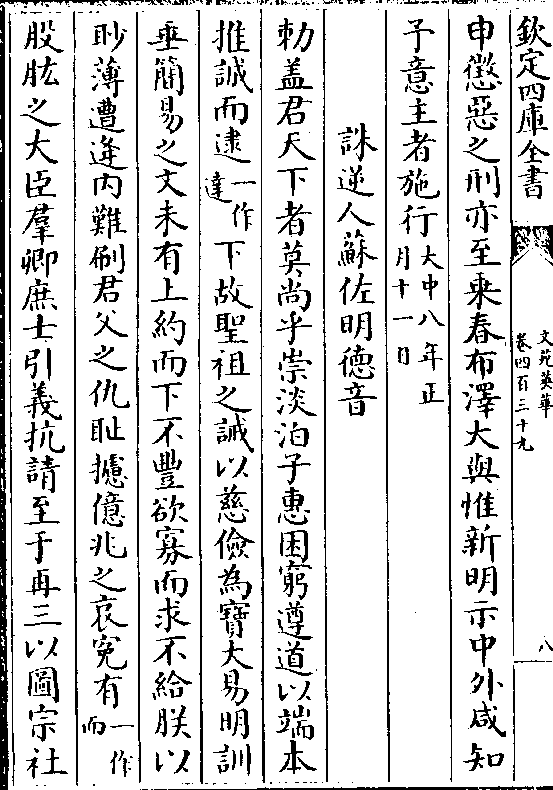 欽定四庫全書
文苑英華
卷四百三十九
八
申懲惡之刑亦至乘春布澤大與惟新明示中外咸知
予意主者施行大中八年正月十一日
誅逆人蘇佐明德音
勅盖君天下者莫尚乎崇淡泊子惠困窮遵道以端本
推誠而逮一作達下故聖祖之誡以慈儉為寶大易明訓
垂簡易之文未有上約而下不豐欲寡而求不給朕以
眇薄遭逢内難刷君父之仇恥攄億兆之哀寃有一作而
股肱之大臣羣卿庶士引義抗請至于再三以圖宗社